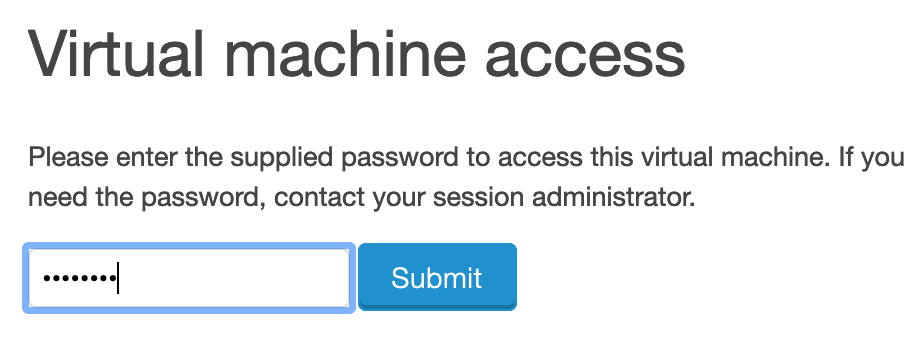 Virtual machine access
Please enter the supplied password to access this virtual machine. If you
need the password, contact your session administrator.
••••••••
Submit